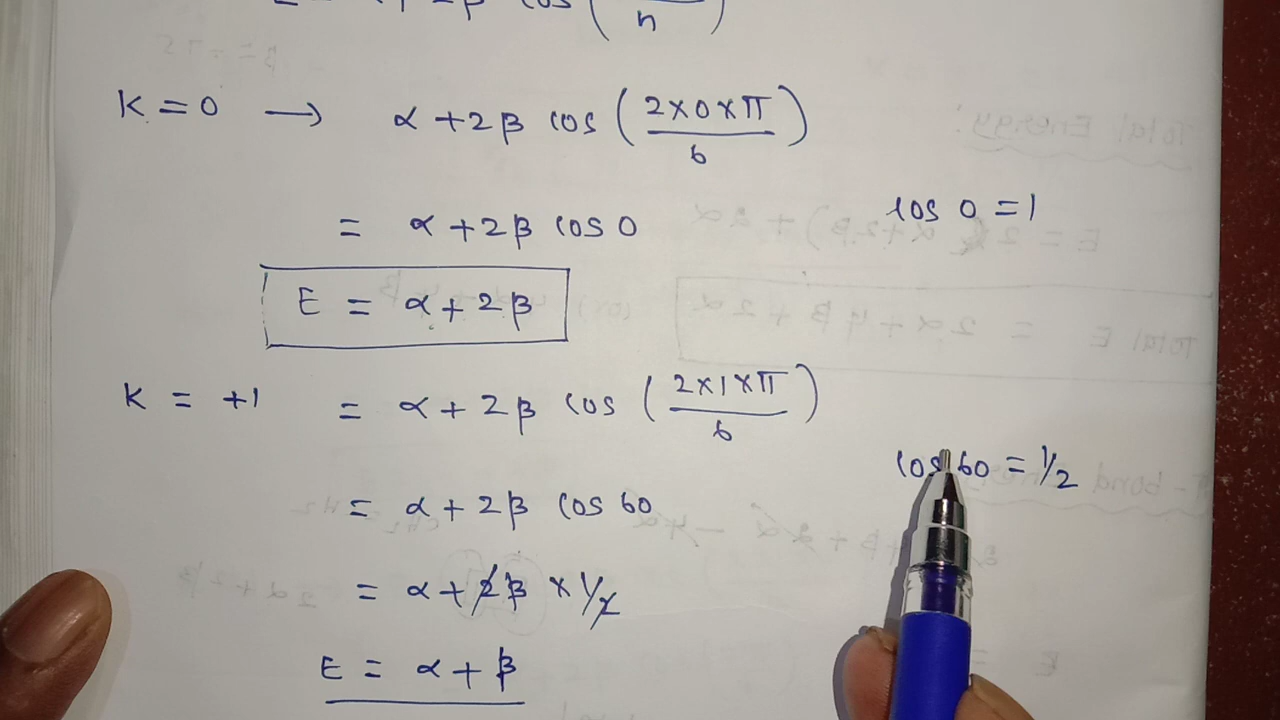 K = 0 → α + 2β cos (2×0×π / 6)
= α + 2β cos 0
cos 0 = 1
E = α + 2β
K = +1 = α + 2β cos (2×1×π / 6)
cos 60 = 1/2
= α + 2β cos 60
= α + 2β × 1/2
E = α + β